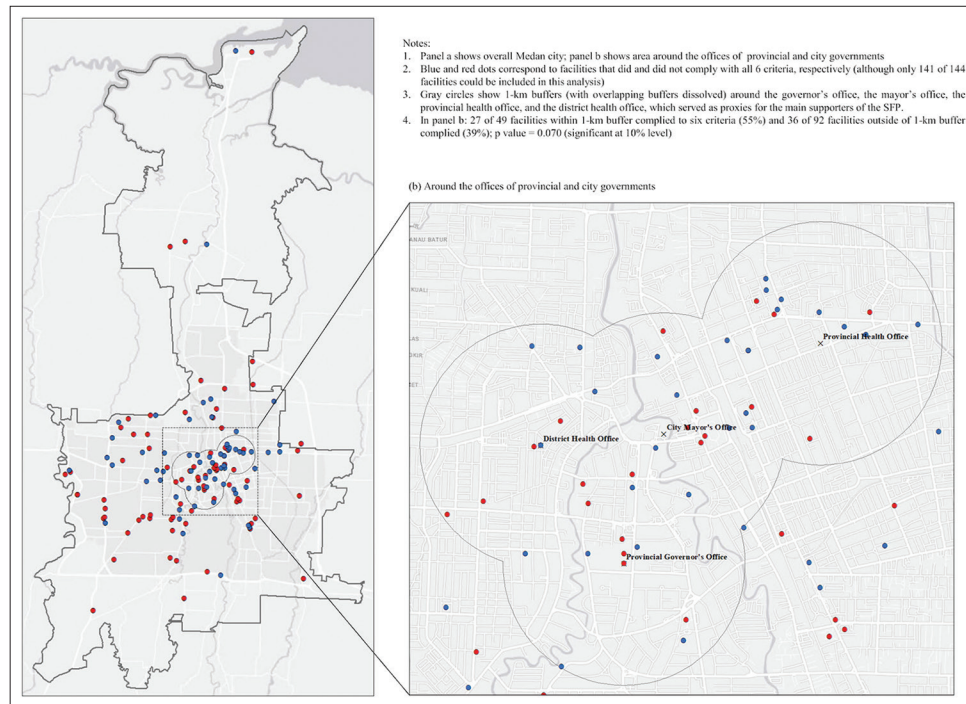 Notes:
1. Panel a shows overall Medan city; panel b shows area around the offices of provincial and city governments
2. Blue and red dots correspond to facilities that did and did not comply with all 6 criteria, respectively (although only 141 of 144
facilities could be included in this analysis)
3. Gray circles show 1-km buffers (with overlapping buffers dissolved) around the governor's office, the mayor's office, the
provincial health office, and the district health office, which served as proxies for the main supporters of the SFP.
4. In panel b: 27 of 49 facilities within 1-km buffer complied to six criteria (55%) and 36 of 92 facilities outside of 1-km buffer
complied (39%); p value = 0.070 (significant at 10% level)
(b) Around the offices of provincial and city governments
Provincial Health Office
City Mayor's Office
District Health Office
Provincial Governor's Office